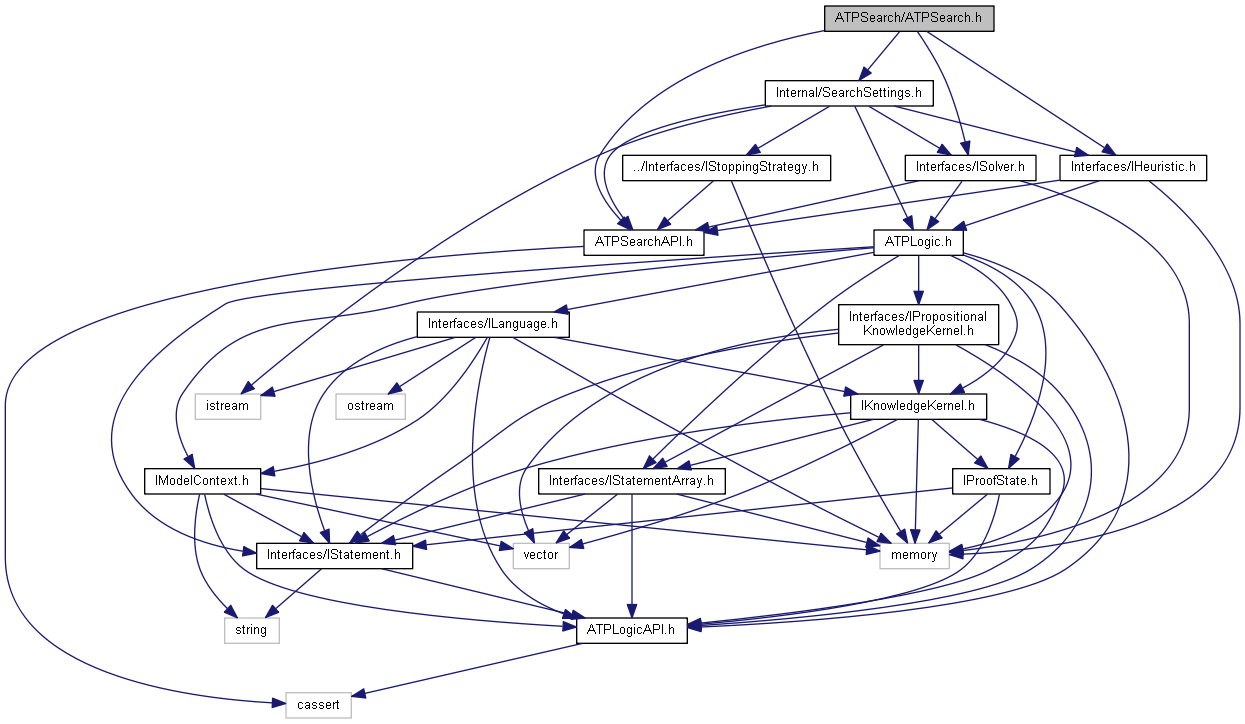 ATPSearch/ATPSearch.h
Internal/SearchSettings.h
../Interfaces/IStoppingStrategy.h
Interfaces/ISolver.h
Interfaces/IHeuristic.h
ATPSearchAPI.h
ATPLogic.h
Interfaces/ILanguage.h
Interfaces/IPropositional
KnowledgeKernel.h
istream
ostream
IKnowledgeKernel.h
IModelContext.h
Interfaces/IStatementArray.h
IProofState.h
Interfaces/IStatement.h
vector
memory
string
ATPLogicAPI.h
cassert